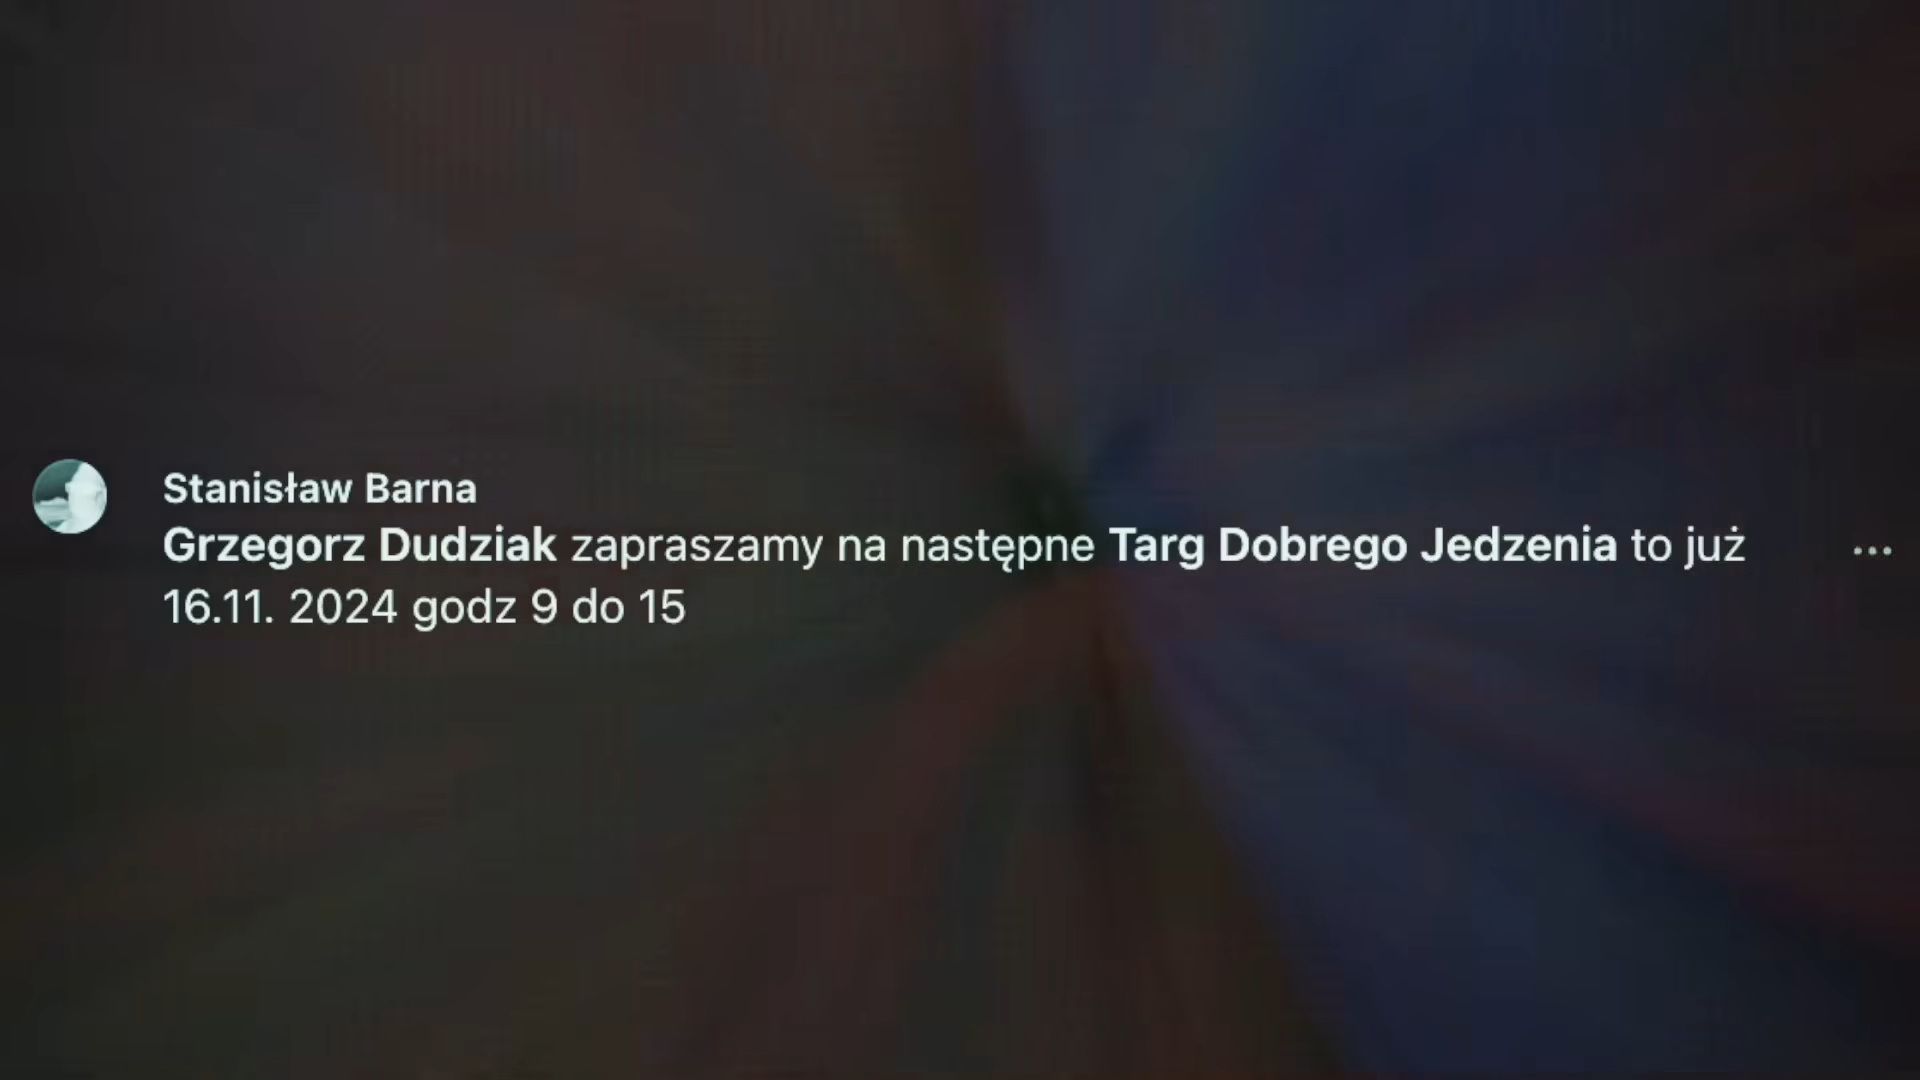 Stanisław Barna
Grzegorz Dudziak zapraszamy na następne Targ Dobrego Jedzenia to już
16.11. 2024 godz 9 do 15